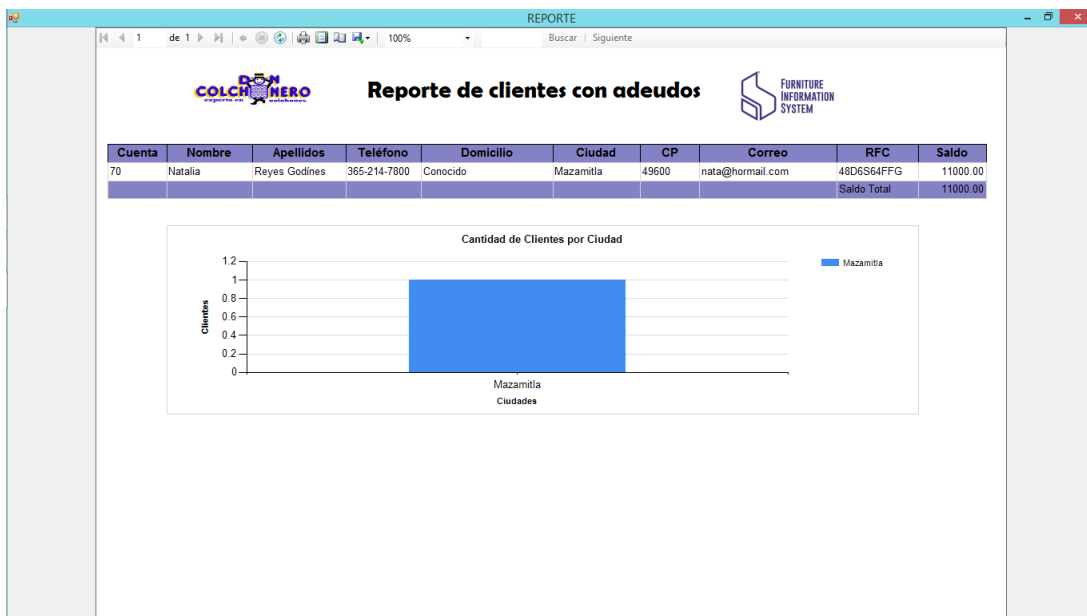 REPORTE
1 de 1 100% Buscar | Siguiente
DON
COLCHONERO
experto en colchones
Reporte de clientes con adeudos
FURNITURE
INFORMATION
SYSTEM
Cuenta Nombre Apellidos Teléfono Domicilio Ciudad CP Correo RFC Saldo
70 Natalia Reyes Godínes 365-214-7800 Conocido Mazamitla 49600 nata@hormail.com 48D6S64FFG 11000.00
Saldo Total 11000.00
Cantidad de Clientes por Ciudad
1.2
1
0.8
0.6
0.4
0.2
0
Clientes
Mazamitla
Mazamitla
Ciudades